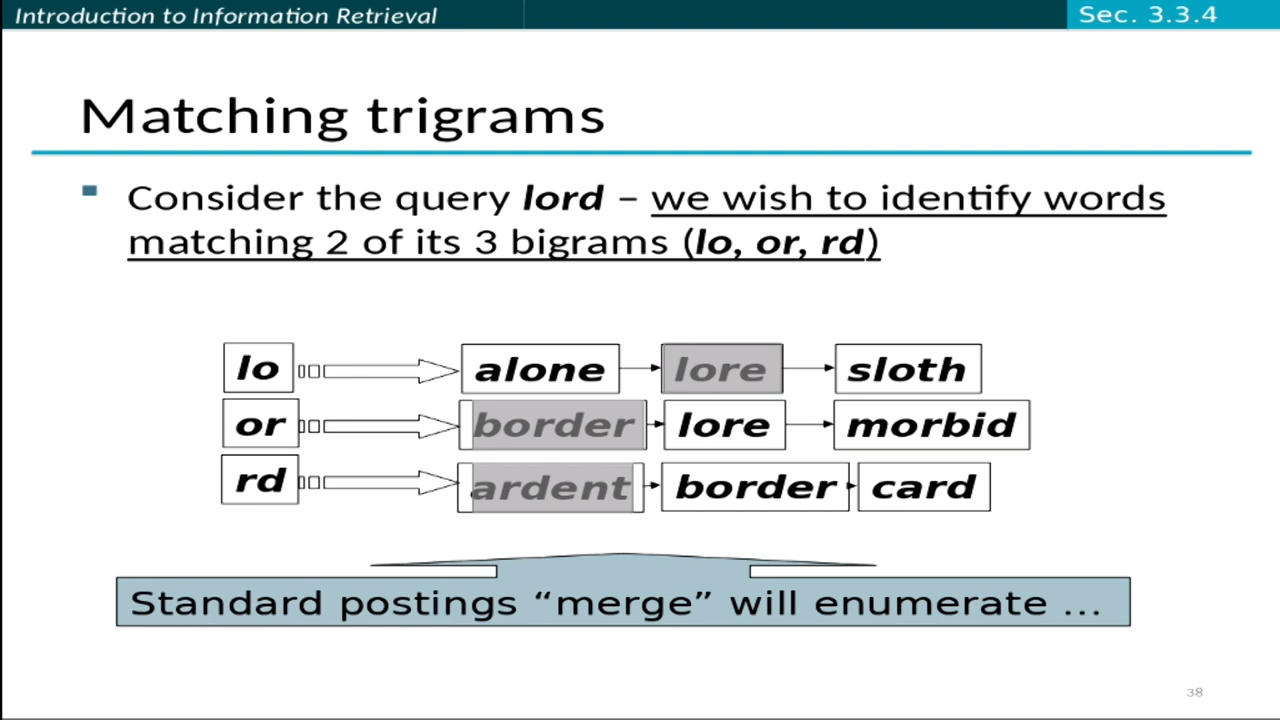 Introduction to Information Retrieval
Sec. 3.3.4
Matching trigrams
Consider the query lord – we wish to identify words
matching 2 of its 3 bigrams (lo, or, rd)
lo alone lore sloth
or border lore morbid
rd ardent border card
Standard postings “merge” will enumerate …
38